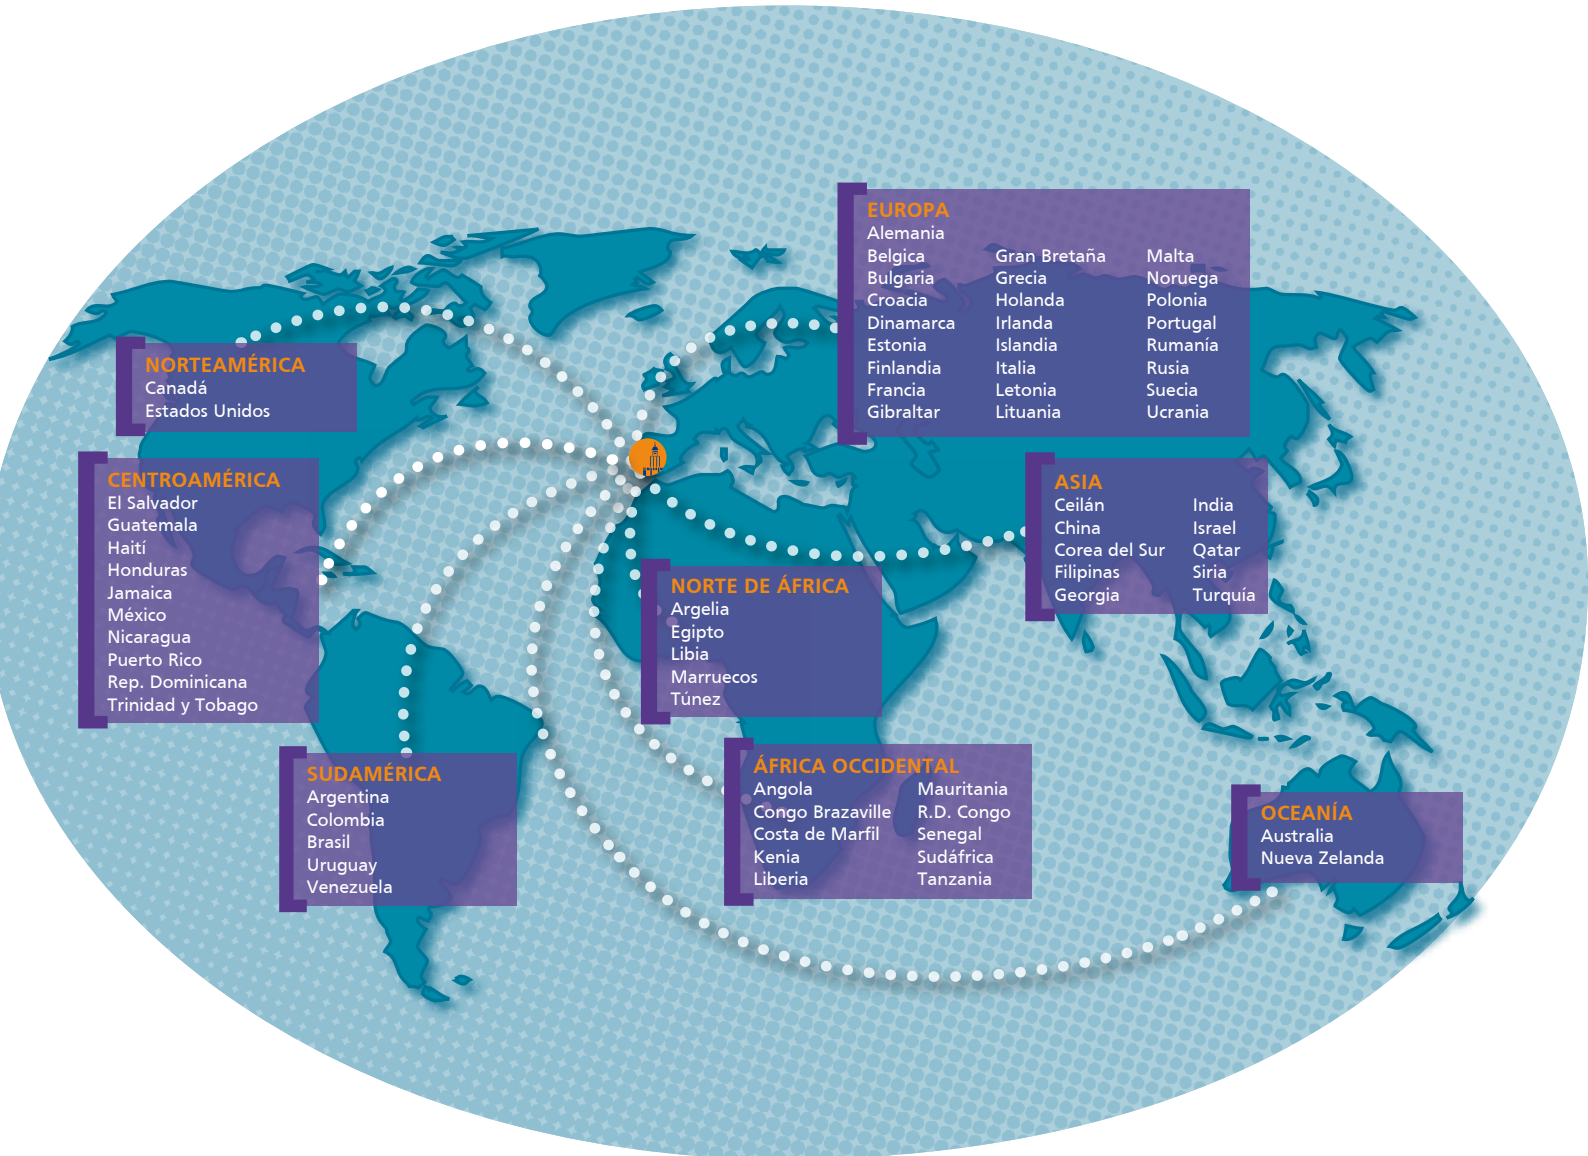 EUROPA
Alemania
Belgica
Bulgaria
Croacia
Dinamarca
Estonia
Finlandia
Francia
Gibraltar
Gran Bretaña
Grecia
Holanda
Irlanda
Islandia
Italia
Letonia
Lituania
Malta
Noruega
Polonia
Portugal
Rumanía
Rusia
Suecia
Ucrania
NORTEAMÉRICA
Canadá
Estados Unidos
CENTROAMÉRICA
El Salvador
Guatemala
Haití
Honduras
Jamaica
México
Nicaragua
Puerto Rico
Rep. Dominicana
Trinidad y Tobago
ASIA
Ceilán
China
Corea del Sur
Filipinas
Georgia
India
Israel
Qatar
Siria
Turquía
NORTE DE ÁFRICA
Argelia
Egipto
Libia
Marruecos
Túnez
SUDAMÉRICA
Argentina
Colombia
Brasil
Uruguay
Venezuela
ÁFRICA OCCIDENTAL
Angola
Congo Brazaville
Costa de Marfil
Kenia
Liberia
Mauritania
R.D. Congo
Senegal
Sudáfrica
Tanzania
OCEANÍA
Australia
Nueva Zelanda